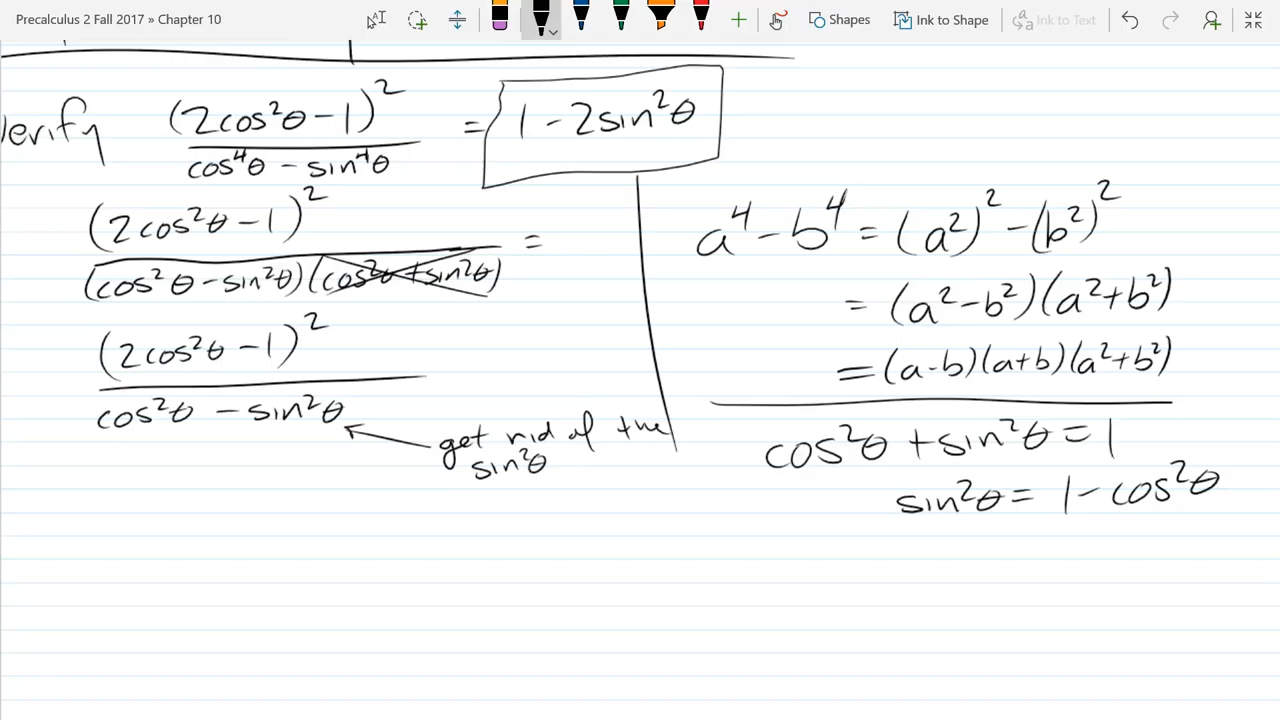 Precalculus 2 Fall 2017 » Chapter 10
Shapes
Ink to Shape
Ink to Text
Verify (2cos²θ - 1)² / cos⁴θ - sin⁴θ = 1 - 2sin²θ
(2cos²θ - 1)² / (cos²θ - sin²θ)(cos²θ + sin²θ) =
(2cos²θ - 1)² / cos²θ - sin²θ
get rid of the
sin²θ
a⁴ - b⁴ = (a²)² - (b²)²
= (a² - b²)(a² + b²)
= (a - b)(a + b)(a² + b²)
cos²θ + sin²θ = 1
sin²θ = 1 - cos²θ